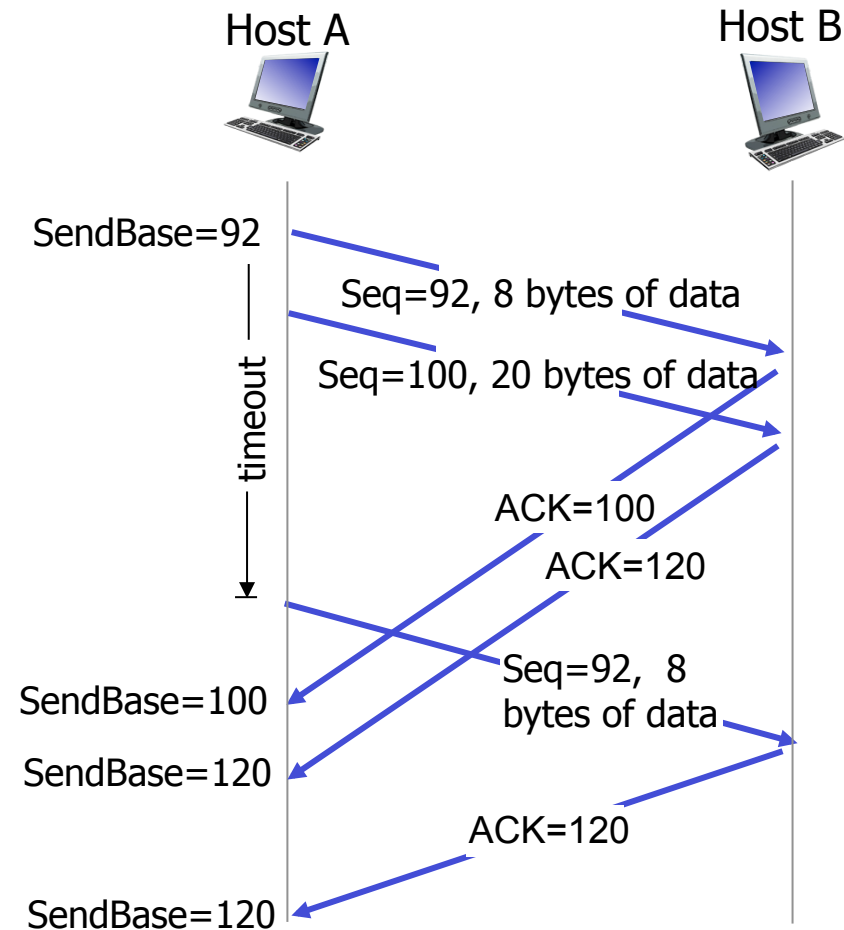 Host A
Host B
SendBase=92
Seq=92, 8 bytes of data
Seq=100, 20 bytes of data
timeout
ACK=100
ACK=120
Seq=92, 8
bytes of data
SendBase=100
SendBase=120
ACK=120
SendBase=120